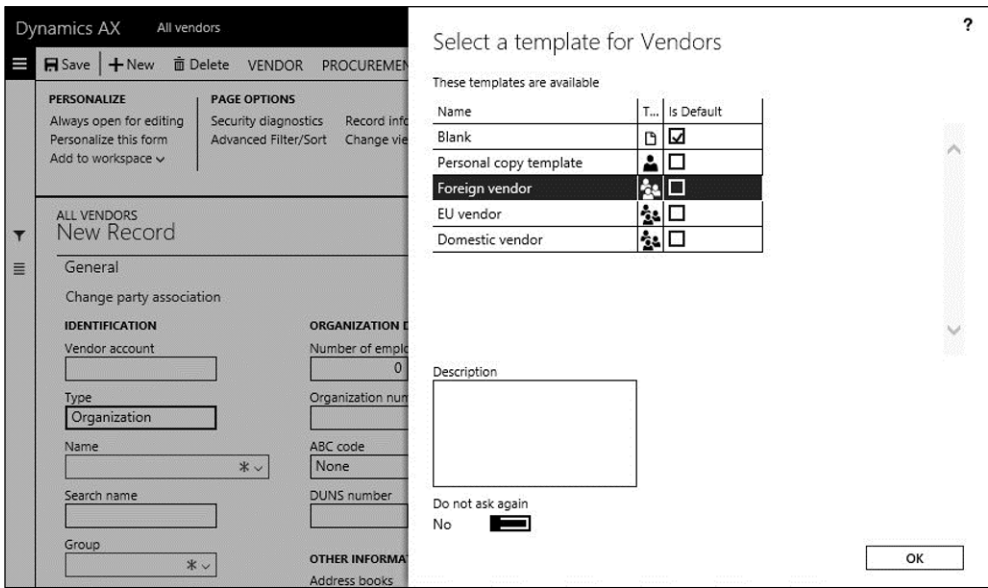 Dynamics AX All vendors
Save + New Delete VENDOR PROCUREMEN
PERSONALIZE PAGE OPTIONS
Always open for editing Security diagnostics Record info
Personalize this form Advanced Filter/Sort Change vie
Add to workspace
ALL VENDORS
New Record
General
Change party association
IDENTIFICATION ORGANIZATION D
Vendor account Number of emplo
0
Type Organization num
Organization
Name ABC code
* None
Search name DUNS number
Group
* OTHER INFORMA
Address books
?
Select a template for Vendors
These templates are available
Name T... Is Default
Blank
Personal copy template
Foreign vendor
EU vendor
Domestic vendor
Description
Do not ask again
No
OK